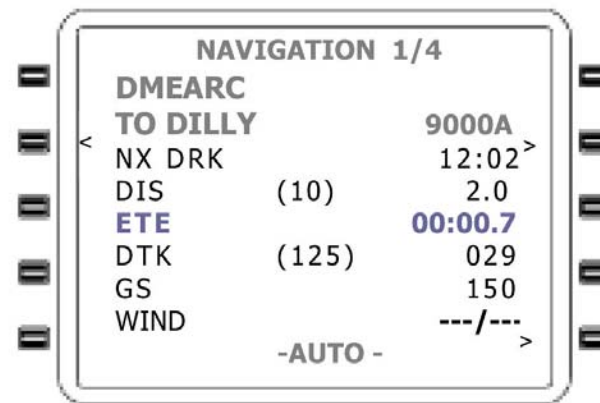 NAVIGATION 1/4
DMEARC
TO DILLY 9000A
< >
NX DRK 12:02
DIS (10) 2.0
ETE 00:00.7
DTK (125) 029
GS 150
WIND ---/---
>
-AUTO -